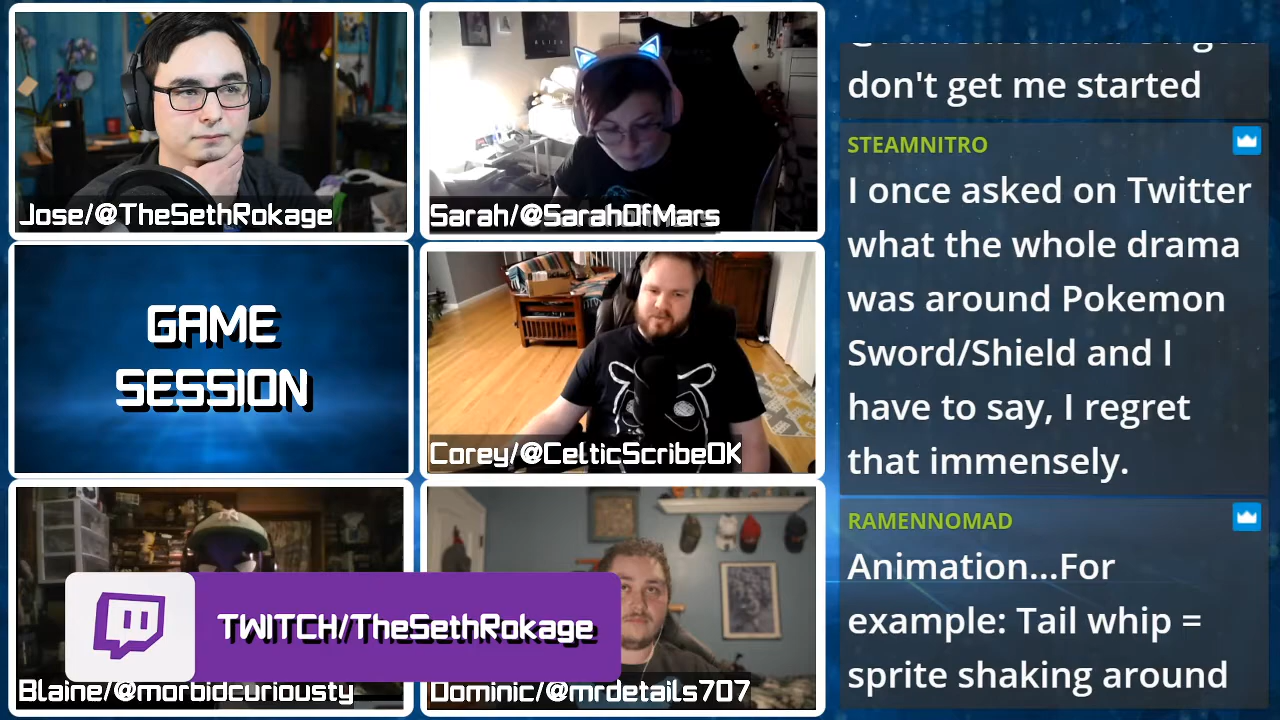 Jose/@TheSethRokage
Sarah/@SarahOfMars
GAME
SESSION
Corey/@CelticScribeDK
TWITCH/TheSethRokage
Blaine/@morbidcuriousty
Dominic/@mrdetails707
don't get me started
STEAMNITRO
I once asked on Twitter
what the whole drama
was around Pokemon
Sword/Shield and I
have to say, I regret
that immensely.
RAMENNOMAD
Animation...For
example: Tail whip =
sprite shaking around